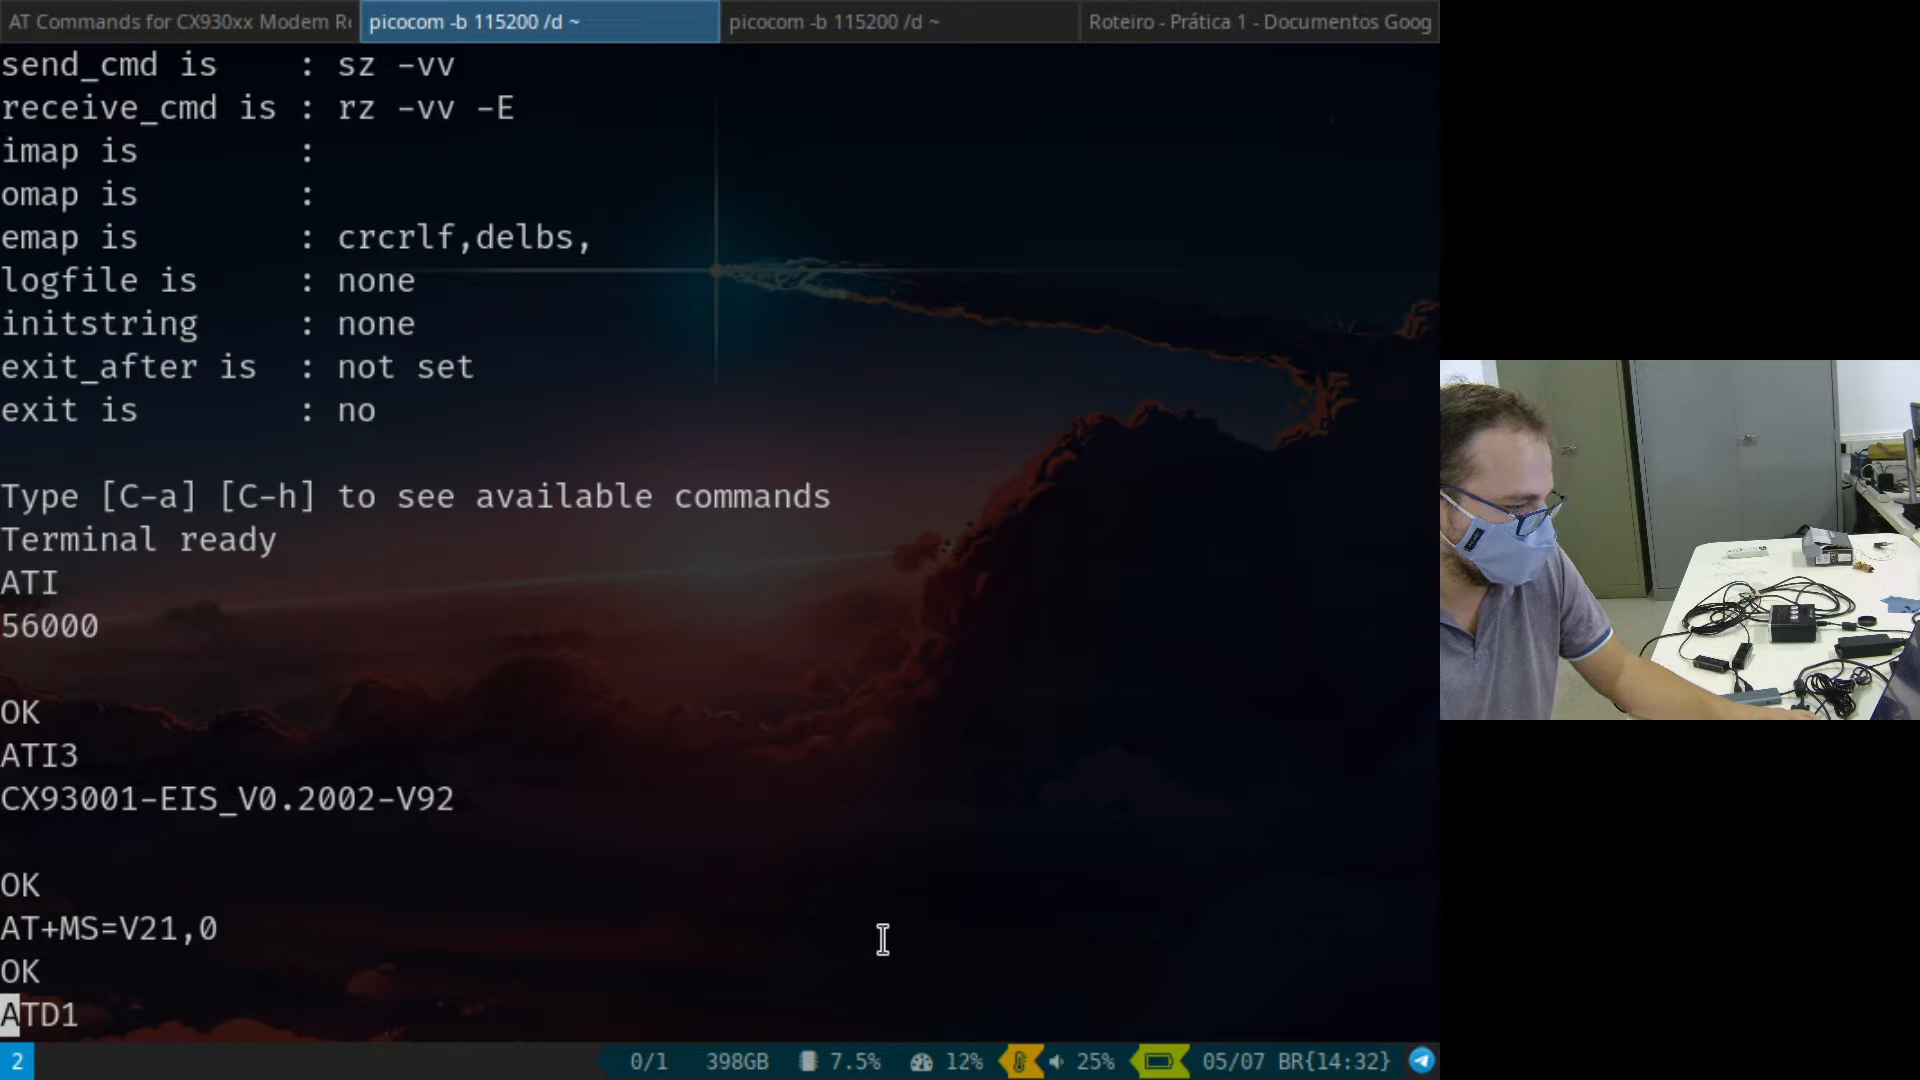 AT Commands for CX930xx Modem R
picocom -b 115200 /d ~
picocom -b 115200 /d ~
Roteiro - Prática 1 - Documentos Goog
send_cmd is    : sz -vv
receive_cmd is : rz -vv -E
imap is        :
omap is        :
emap is        : crcrlf,delbs,
logfile is     : none
initstring     : none
exit_after is  : not set
exit is        : no
Type [C-a] [C-h] to see available commands
Terminal ready
ATI
56000
OK
ATI3
CX93001-EIS_V0.2002-V92
OK
AT+MS=V21,0
OK
ATD1
2
0/1 398GB 7.5% 12% 25% 05/07 BR{14:32}